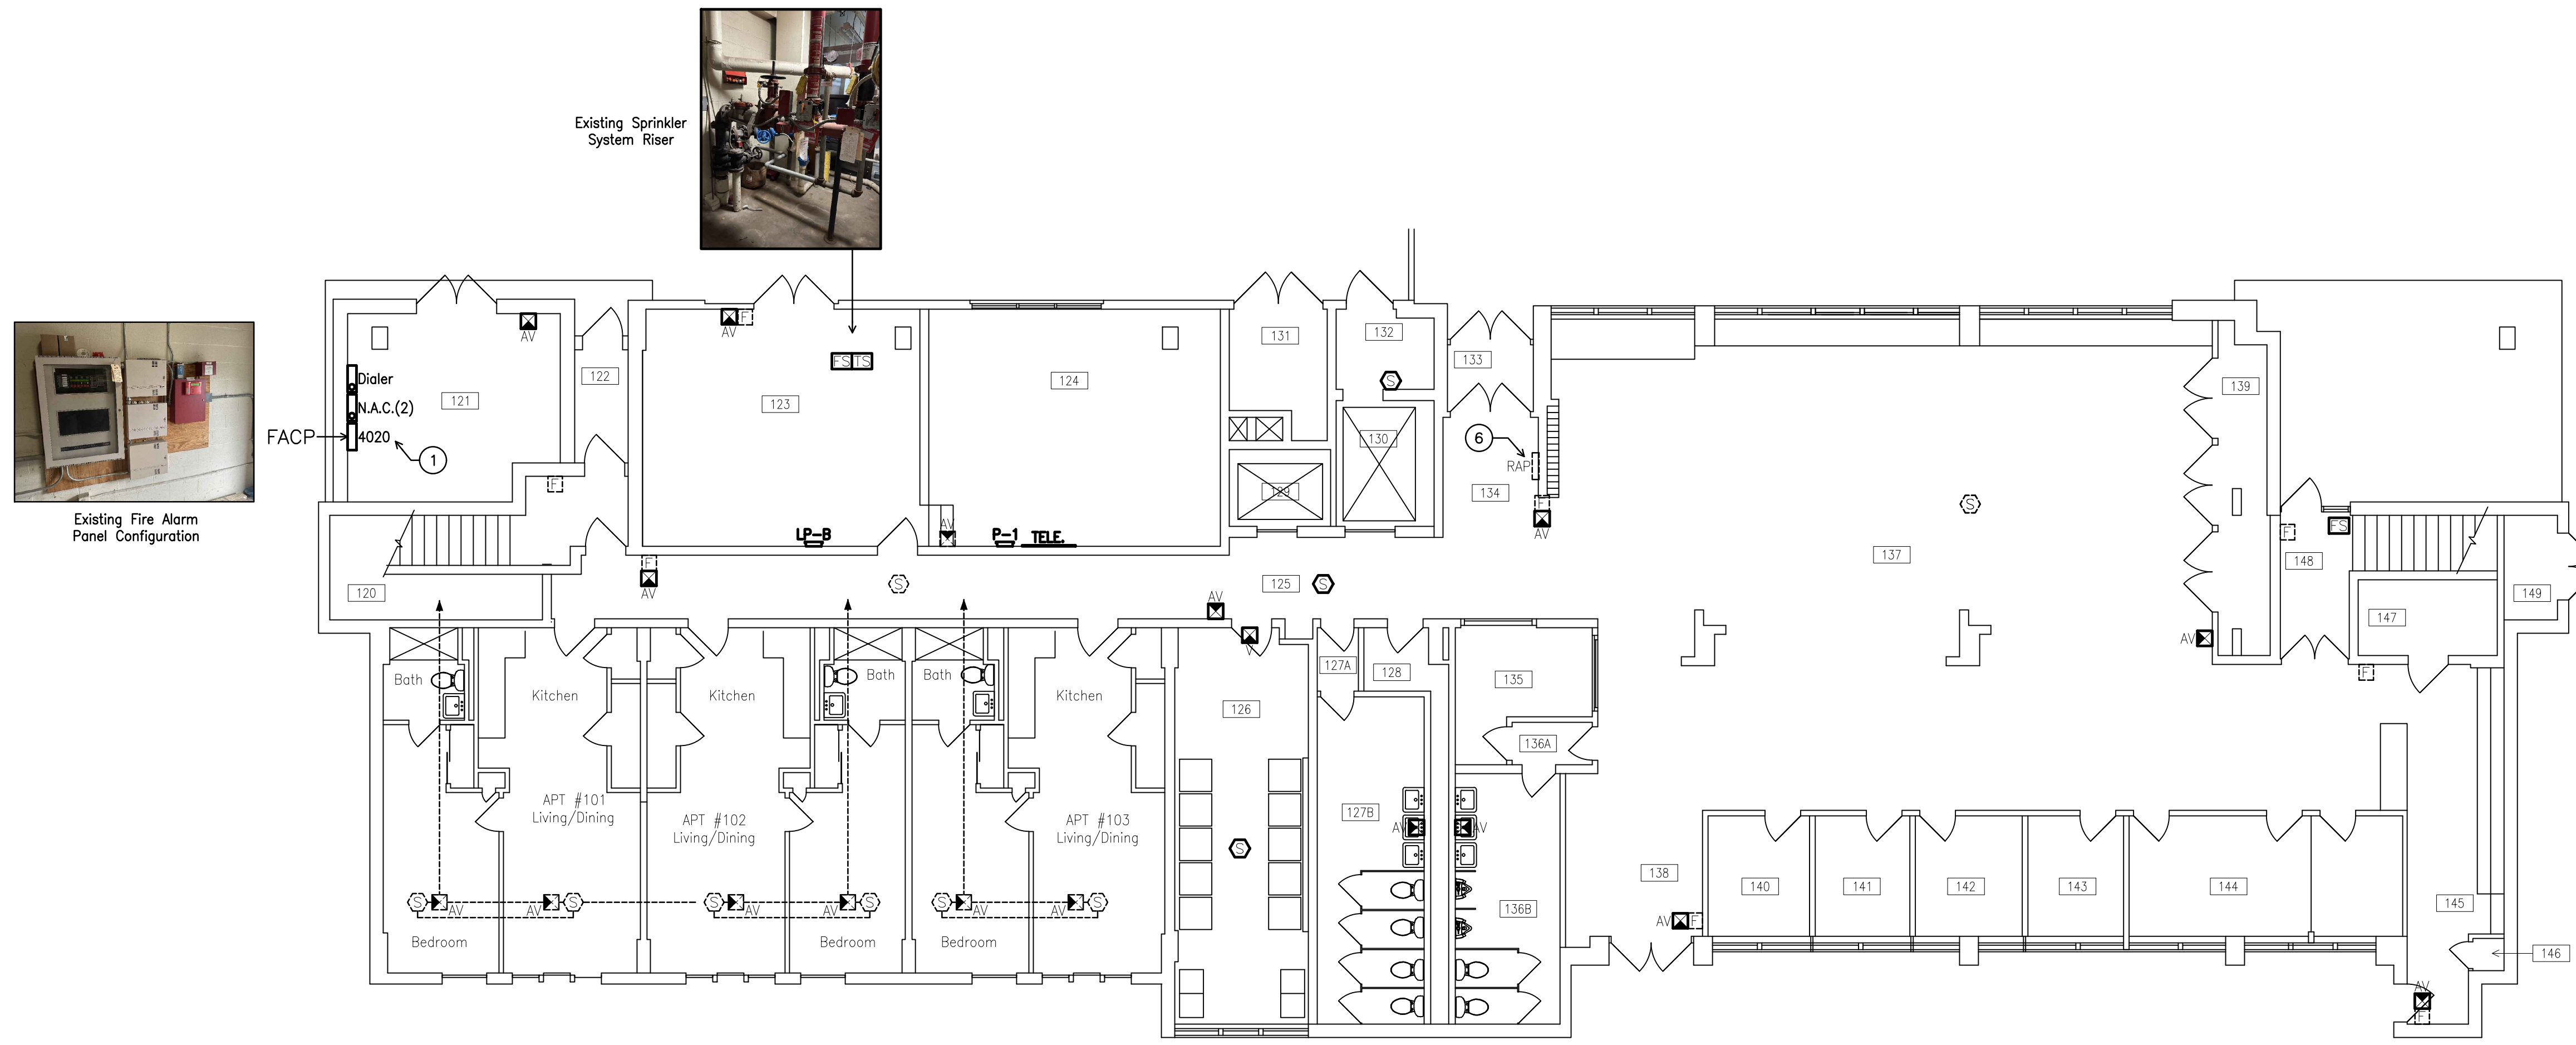 Existing Sprinkler
System Riser
Existing Fire Alarm
Panel Configuration
FACP
Dialer
N.A.C.(2)
4020
1
121
AV
122
F
120
AV
F
123
FS TS
LP-B
124
AV
P-1
TELE.
F
AV
S
125
S
AV
131
132
S
133
130
129
6
RAP
134
F
AV
137
S
139
AV
F
FS
148
147
149
F
Bath
Kitchen
Kitchen
Bath
Bath
Kitchen
APT #101
Living/Dining
APT #102
Living/Dining
APT #103
Living/Dining
S
AV
AV
S
S
AV
AV
S
S
AV
AV
S
Bedroom
Bedroom
Bedroom
V
126
S
127A
128
127B
AV
AV
135
136A
136B
138
AV
F
140
141
142
143
144
145
146
AV
F